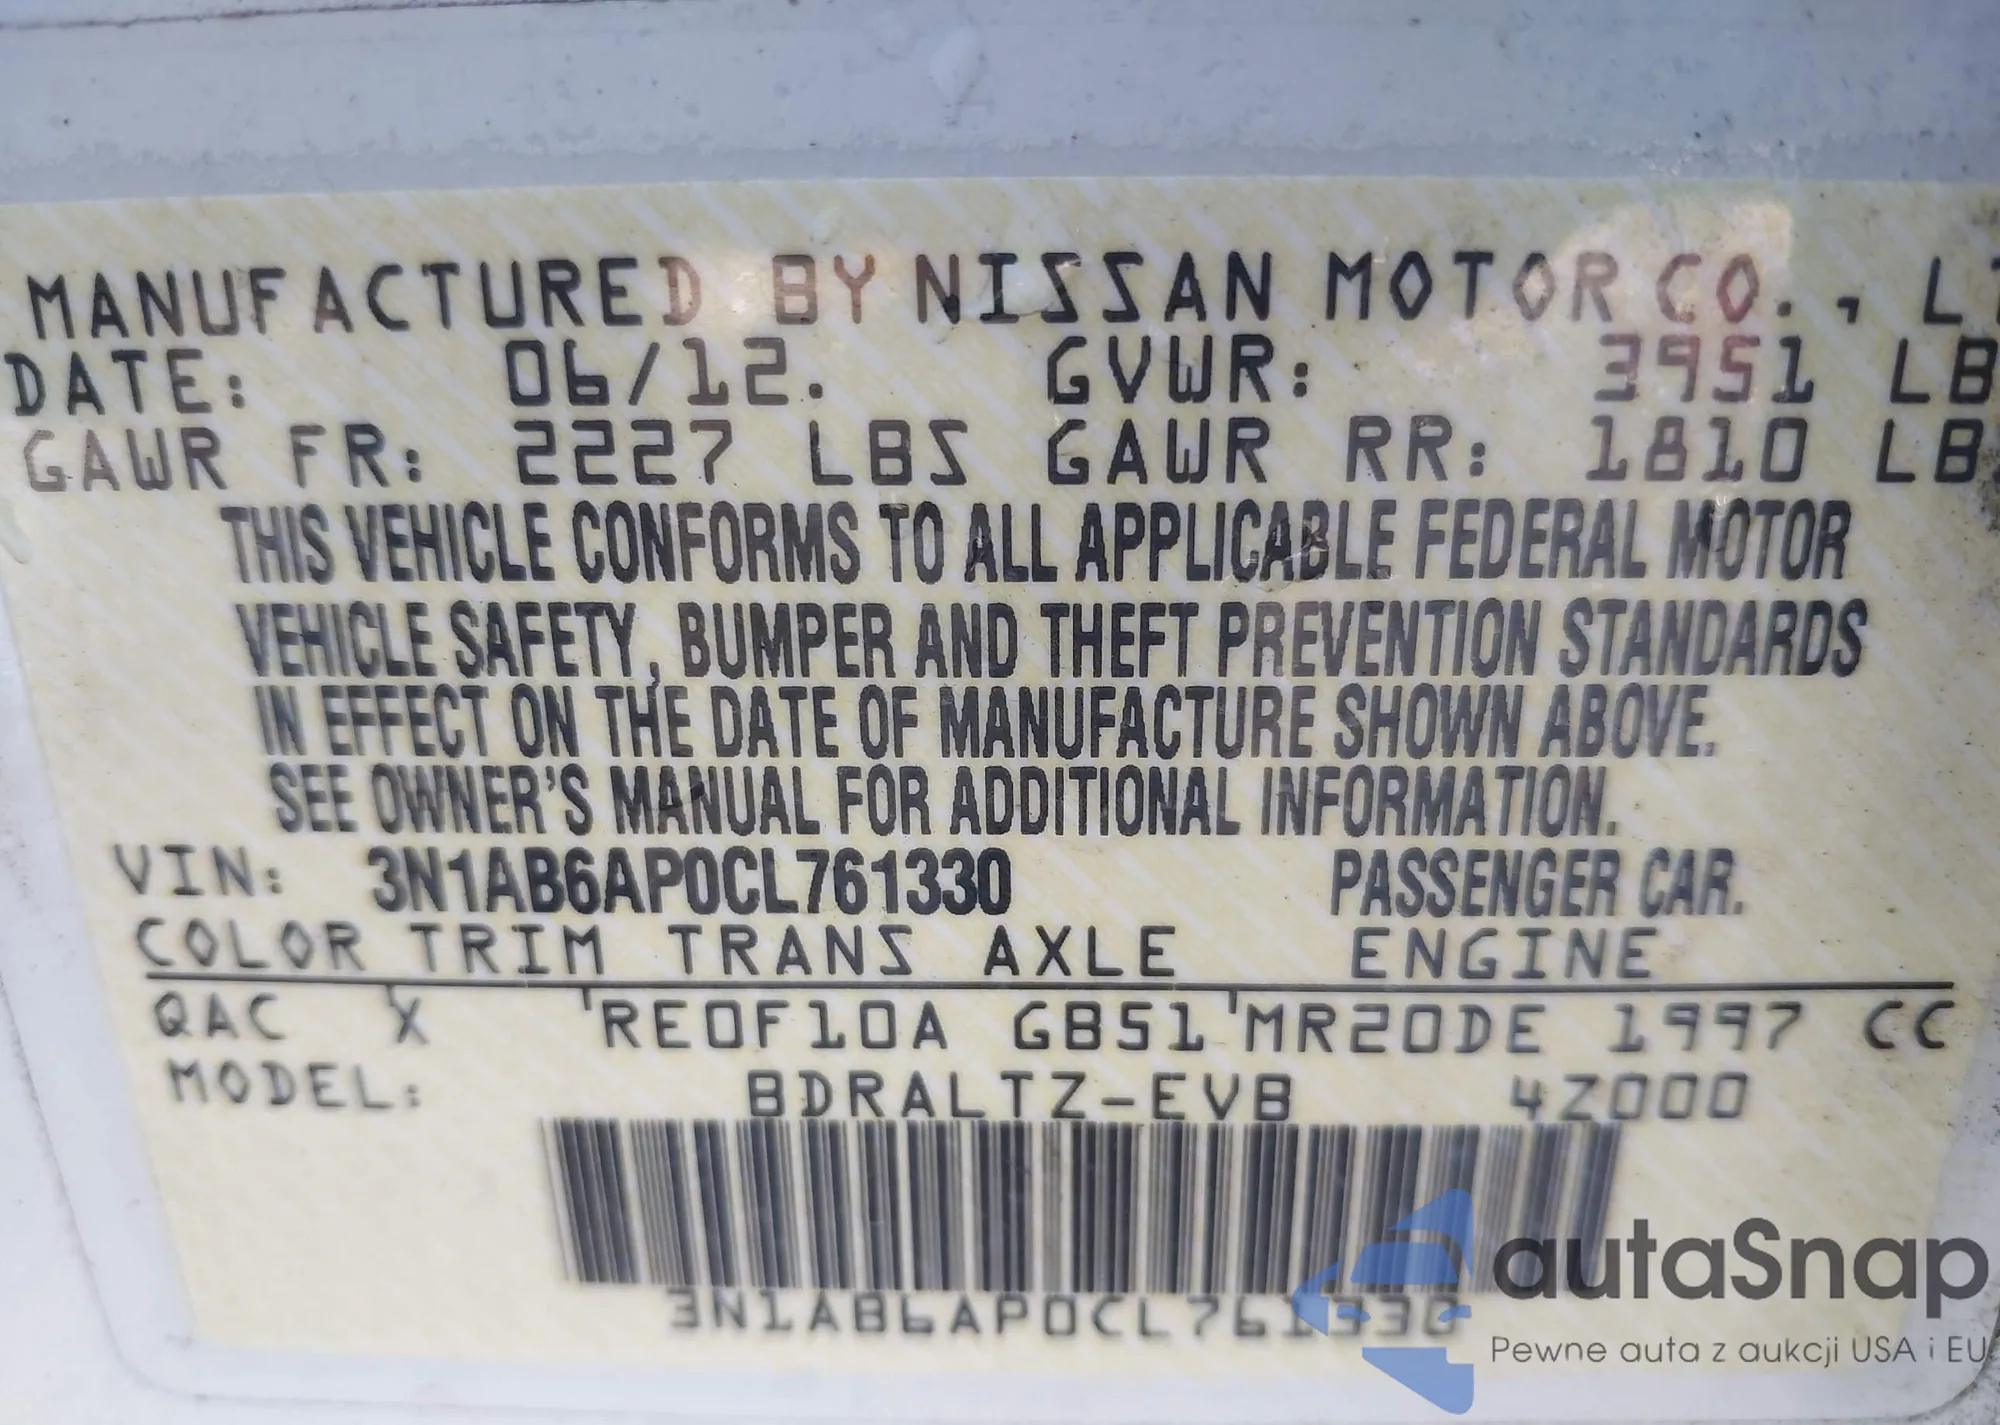 MANUFACTURED BY NISSAN MOTOR CO., LT
DATE: 06/12. GVWR: 3951 LB
GAWR FR: 2227 LBS GAWR RR: 1810 LB
THIS VEHICLE CONFORMS TO ALL APPLICABLE FEDERAL MOTOR
VEHICLE SAFETY, BUMPER AND THEFT PREVENTION STANDARDS
IN EFFECT ON THE DATE OF MANUFACTURE SHOWN ABOVE.
SEE OWNER'S MANUAL FOR ADDITIONAL INFORMATION.
VIN: 3N1AB6AP0CL761330 PASSENGER CAR.
COLOR TRIM TRANS AXLE ENGINE
QAC X RE0F10A GB51 MR20DE 1997 CC
MODEL: BDRALTZ-EVB 4Z000
3N1AB6AP0CL761330
autaSnap
Pewne auta z aukcji USA i EU